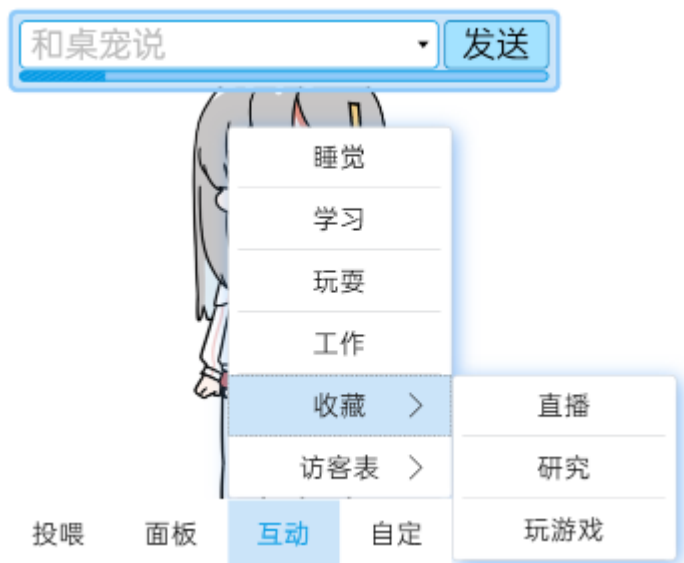 和桌宠说 发送
睡觉
学习
玩耍
工作
收藏
直播
访客表
研究
玩游戏
投喂 面板 互动 自定